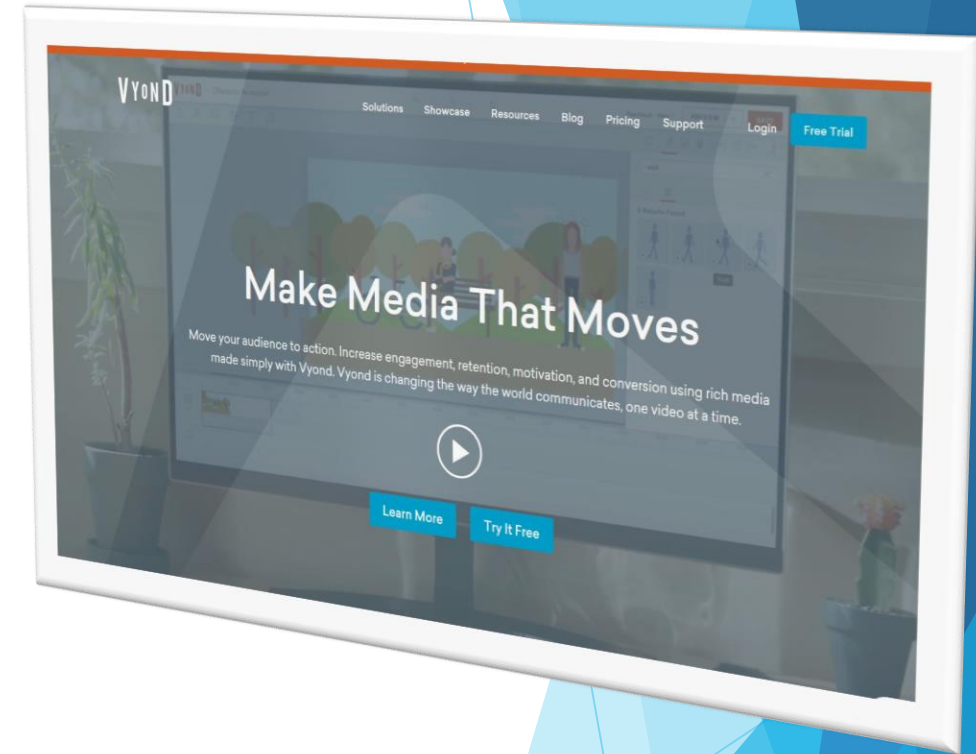 VYOND
Solutions Showcase Resources Blog Pricing Support Login Free Trial
Make Media That Moves
Move your audience to action. Increase engagement, retention, motivation, and conversion using rich media
made simply with Vyond. Vyond is changing the way the world communicates, one video at a time.
Learn More Try It Free